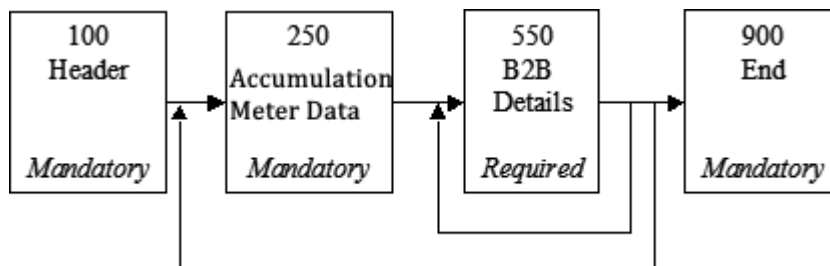 100
Header
Mandatory
250
Accumulation
Meter Data
Mandatory
550
B2B
Details
Required
900
End
Mandatory